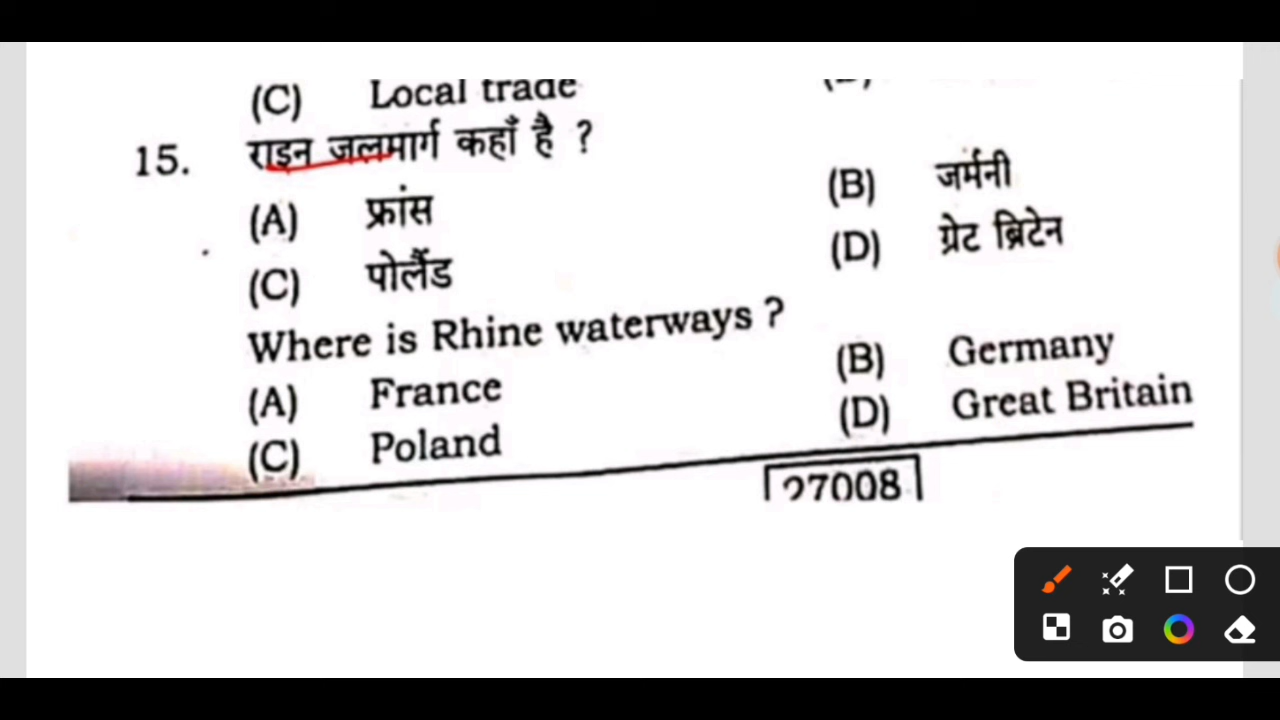 (C) Local trade
15. राइन जलमार्ग कहाँ है ?
(A) फ्रांस (B) जर्मनी
(C) पोलैंड (D) ग्रेट ब्रिटेन
Where is Rhine waterways ?
(A) France (B) Germany
(C) Poland (D) Great Britain
27008